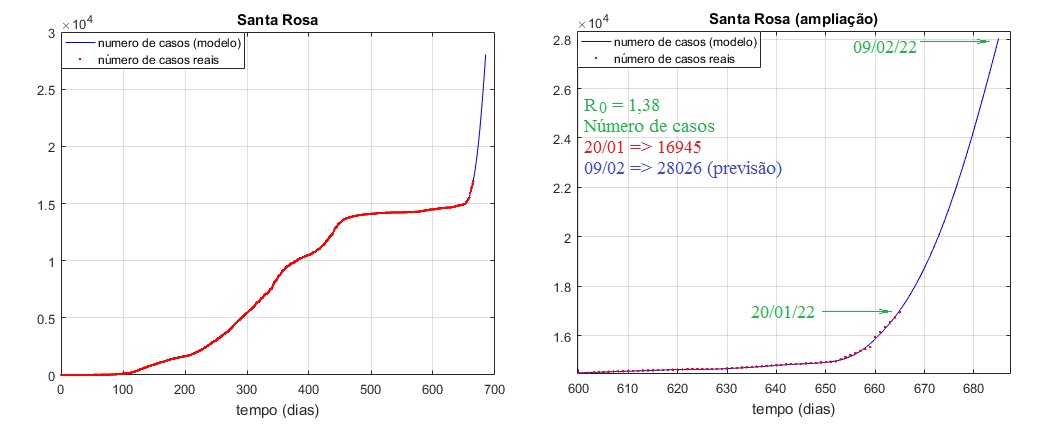 Santa Rosa
×10⁴
numero de casos (modelo)
número de casos reais
3
2.5
2
1.5
1
0.5
0
0 100 200 300 400 500 600 700
tempo (dias)
Santa Rosa (ampliação)
×10⁴
numero de casos (modelo)
número de casos reais
09/02/22
R0 = 1,38
Número de casos
20/01 => 16945
09/02 => 28026 (previsão)
20/01/22
2.8
2.6
2.4
2.2
2
1.8
1.6
600 610 620 630 640 650 660 670 680
tempo (dias)